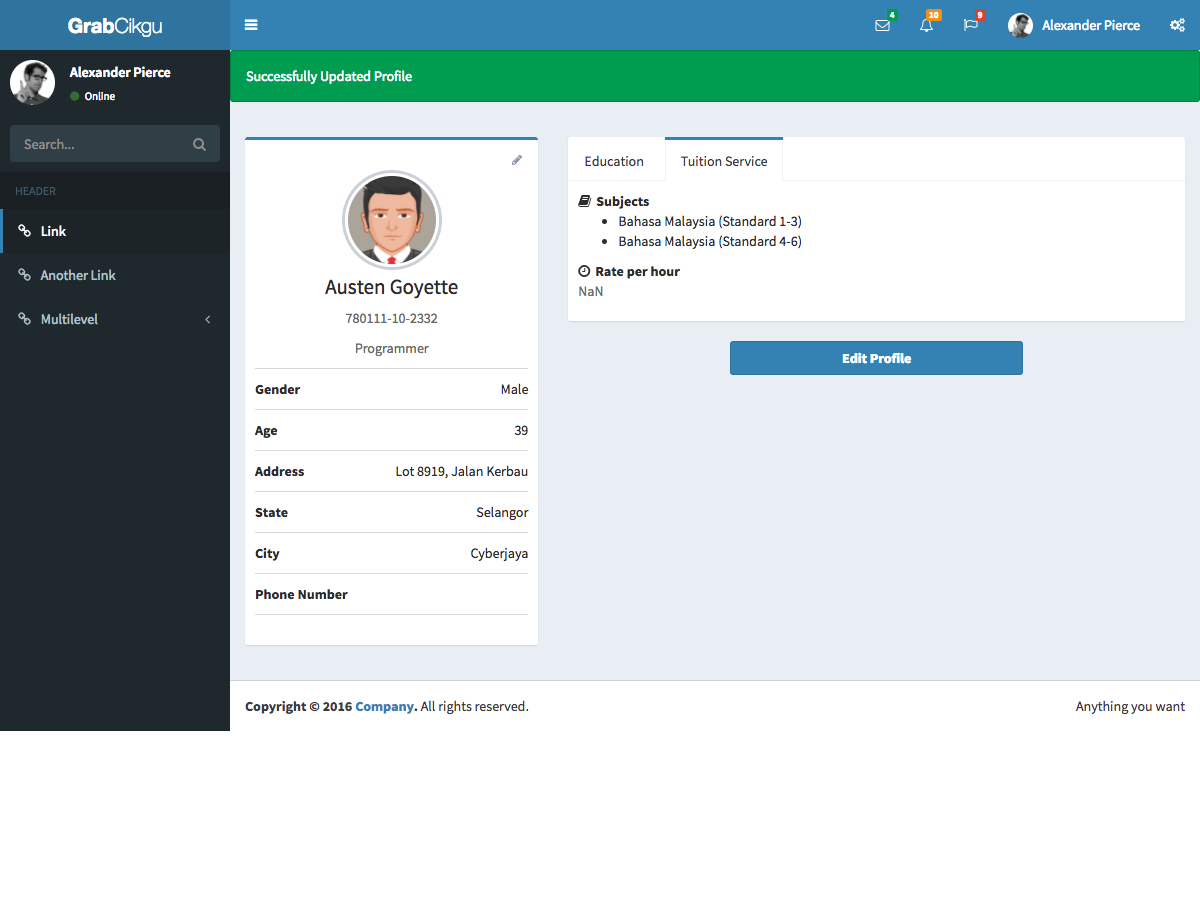 GrabCikgu
4
10
9
Alexander Pierce
Alexander Pierce
Online
Search...
HEADER
Link
Another Link
Multilevel
Successfully Updated Profile
Austen Goyette
780111-10-2332
Programmer
Gender Male
Age 39
Address Lot 8919, Jalan Kerbau
State Selangor
City Cyberjaya
Phone Number
Education Tuition Service
Subjects
• Bahasa Malaysia (Standard 1-3)
• Bahasa Malaysia (Standard 4-6)
Rate per hour
NaN
Edit Profile
Copyright © 2016 Company. All rights reserved.
Anything you want